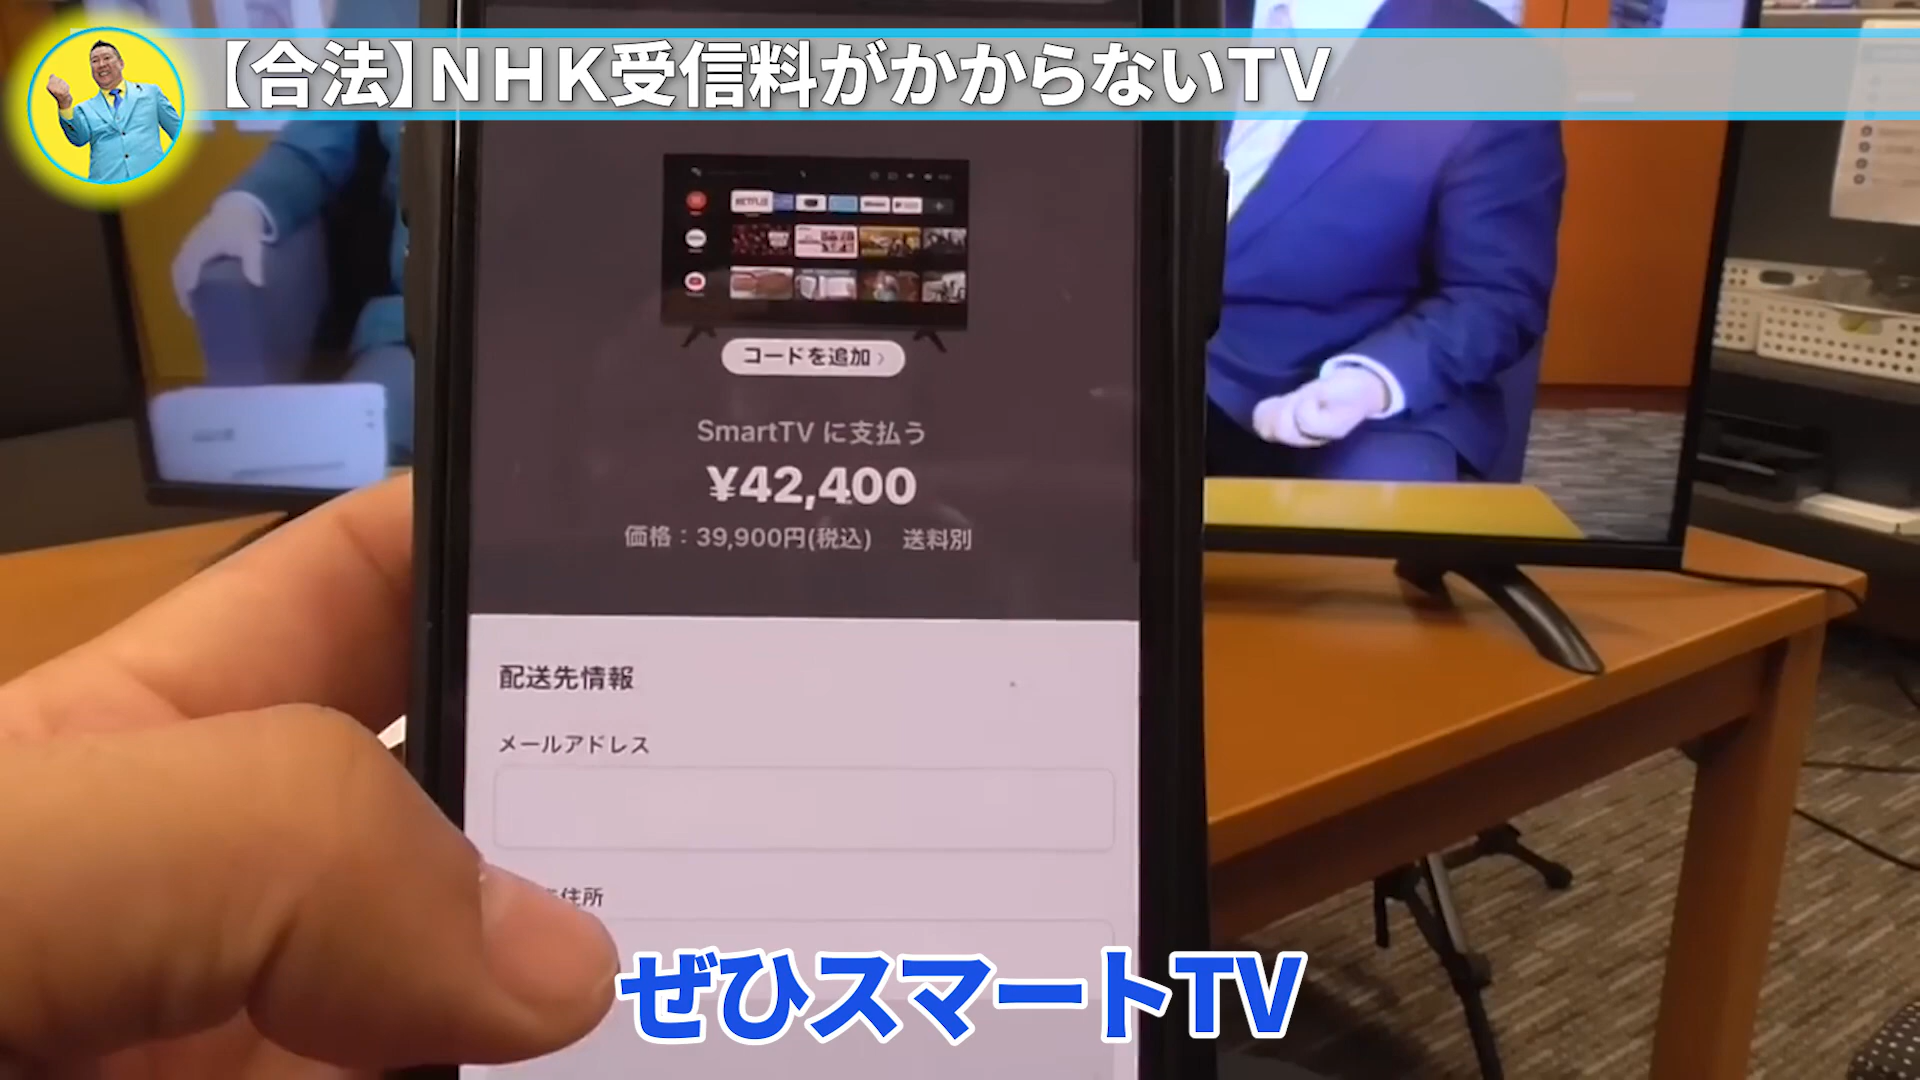 【合法】NHK受信料がかからないTV
NETFLIX
コードを追加 ›
SmartTV に支払う
¥42,400
価格：39,900円(税込) 送料別
配送先情報
メールアドレス
住所
ぜひスマートTV